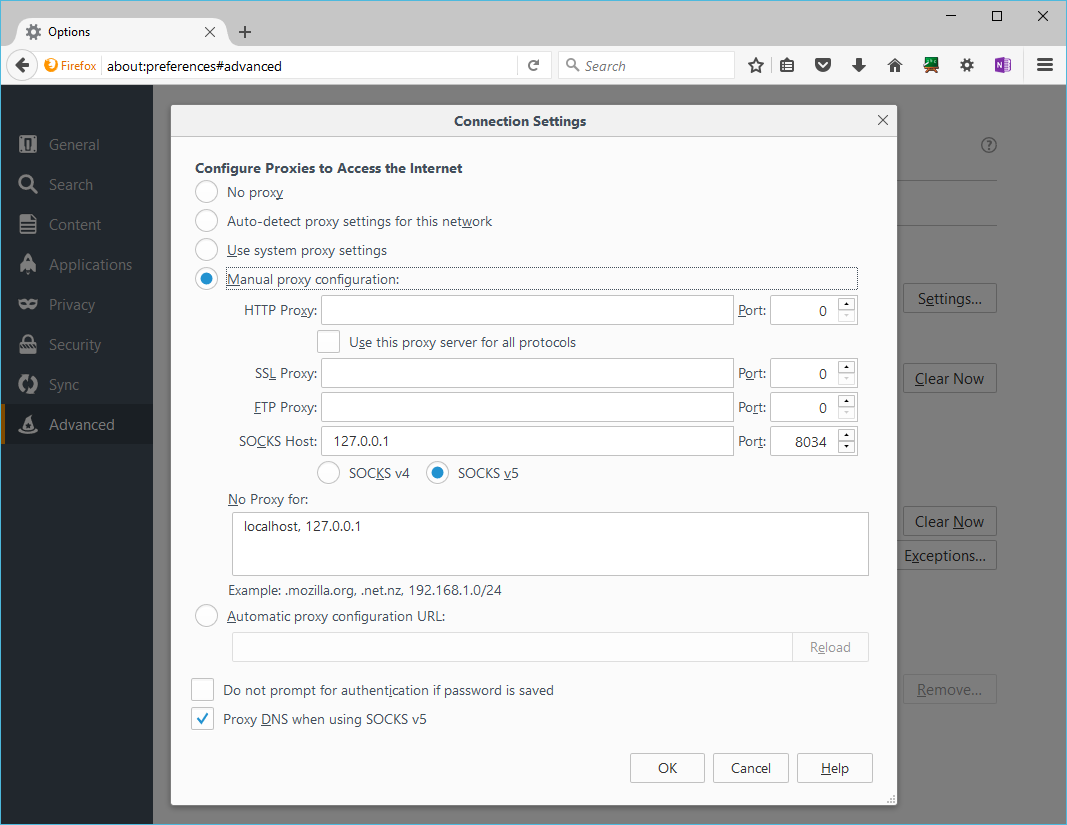 Options
Firefox about:preferences#advanced Search
Connection Settings
General
Search
Content
Applications
Privacy
Security
Sync
Advanced
Configure Proxies to Access the Internet
No proxy
Auto-detect proxy settings for this network
Use system proxy settings
Manual proxy configuration:
HTTP Proxy: Port: 0
Use this proxy server for all protocols
SSL Proxy: Port: 0
FTP Proxy: Port: 0
SOCKS Host: 127.0.0.1 Port: 8034
SOCKS v4 SOCKS v5
No Proxy for:
localhost, 127.0.0.1
Example: .mozilla.org, .net.nz, 192.168.1.0/24
Automatic proxy configuration URL:
Reload
Do not prompt for authentication if password is saved
Proxy DNS when using SOCKS v5
OK Cancel Help
Settings...
Clear Now
Clear Now
Exceptions...
Remove...